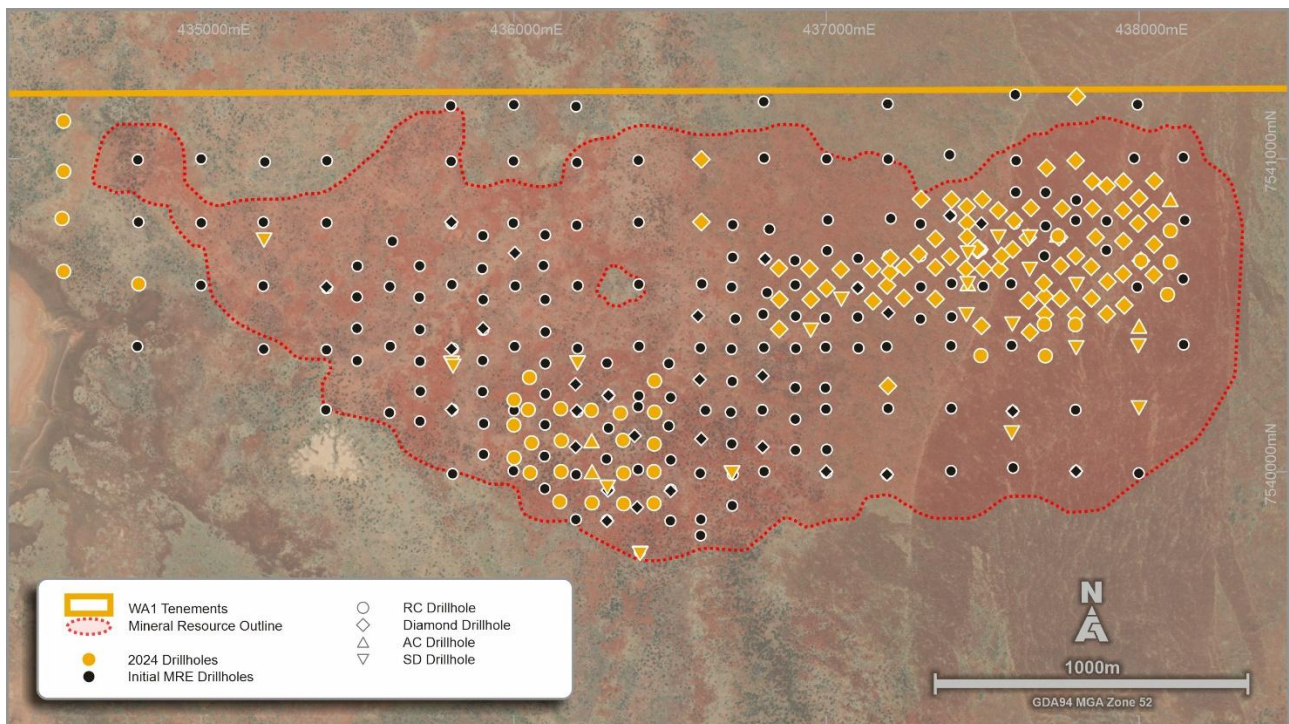 435000mE
436000mE
437000mE
438000mE
7541000mN
7540000mN
WA1 Tenements
Mineral Resource Outline
2024 Drillholes
Initial MRE Drillholes
RC Drillhole
Diamond Drillhole
AC Drillhole
SD Drillhole
N
1000m
GDA94 MGA Zone 52